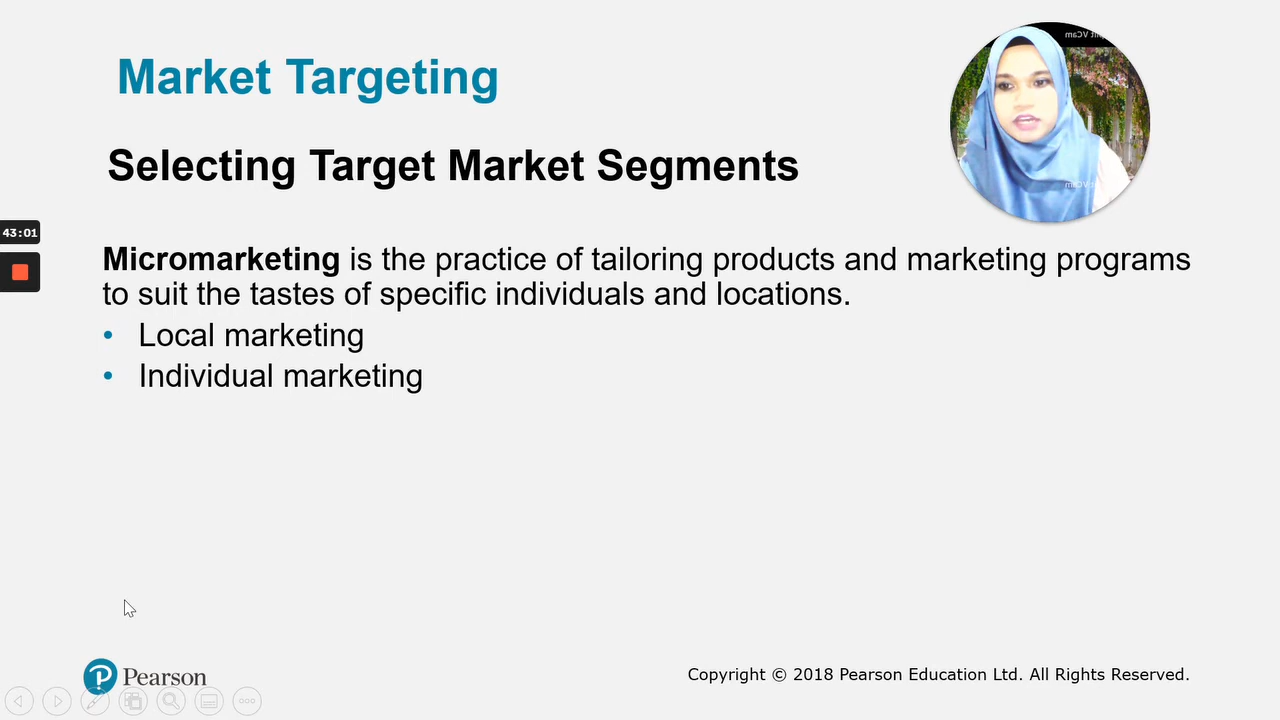 Market Targeting
Selecting Target Market Segments
43:01
Micromarketing is the practice of tailoring products and marketing programs
to suit the tastes of specific individuals and locations.
• Local marketing
• Individual marketing
Pearson
Copyright © 2018 Pearson Education Ltd. All Rights Reserved.